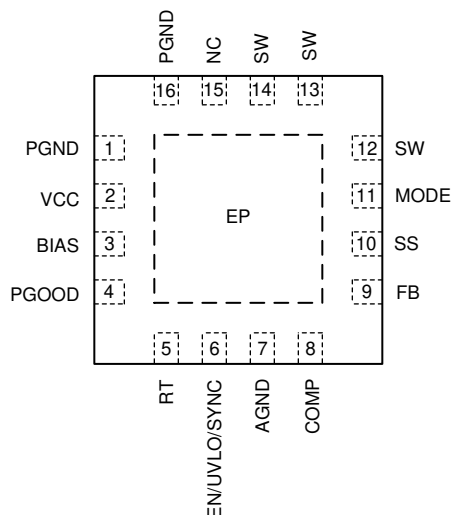 PGND
NC
SW
SW
16
15
14
13
PGND
1
12
SW
VCC
2
11
MODE
EP
BIAS
3
10
SS
PGOOD
4
9
FB
5
6
7
8
RT
EN/UVLO/SYNC
AGND
COMP